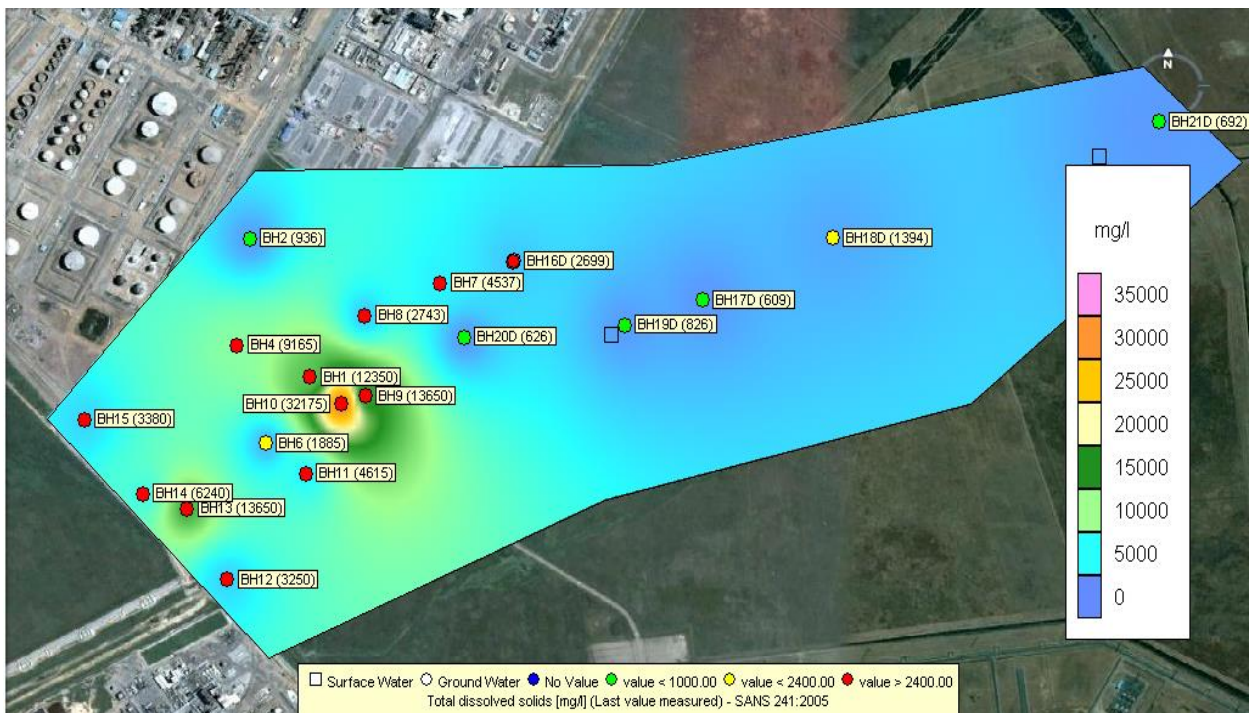 N
BH21D (692)
BH2 (936)
BH18D (1394)
BH16D (2699)
BH7 (4537)
BH17D (609)
BH8 (2743)
BH19D (826)
BH20D (626)
BH4 (9165)
BH1 (12350)
BH9 (13650)
BH10 (32175)
BH15 (3380)
BH6 (1885)
BH11 (4615)
BH14 (6240)
BH13 (13650)
BH12 (3250)
mg/l
35000
30000
25000
20000
15000
10000
5000
0
Surface Water Ground Water No Value value < 1000.00 value < 2400.00 value > 2400.00
Total dissolved solids [mg/l] (Last value measured) - SANS 241:2005